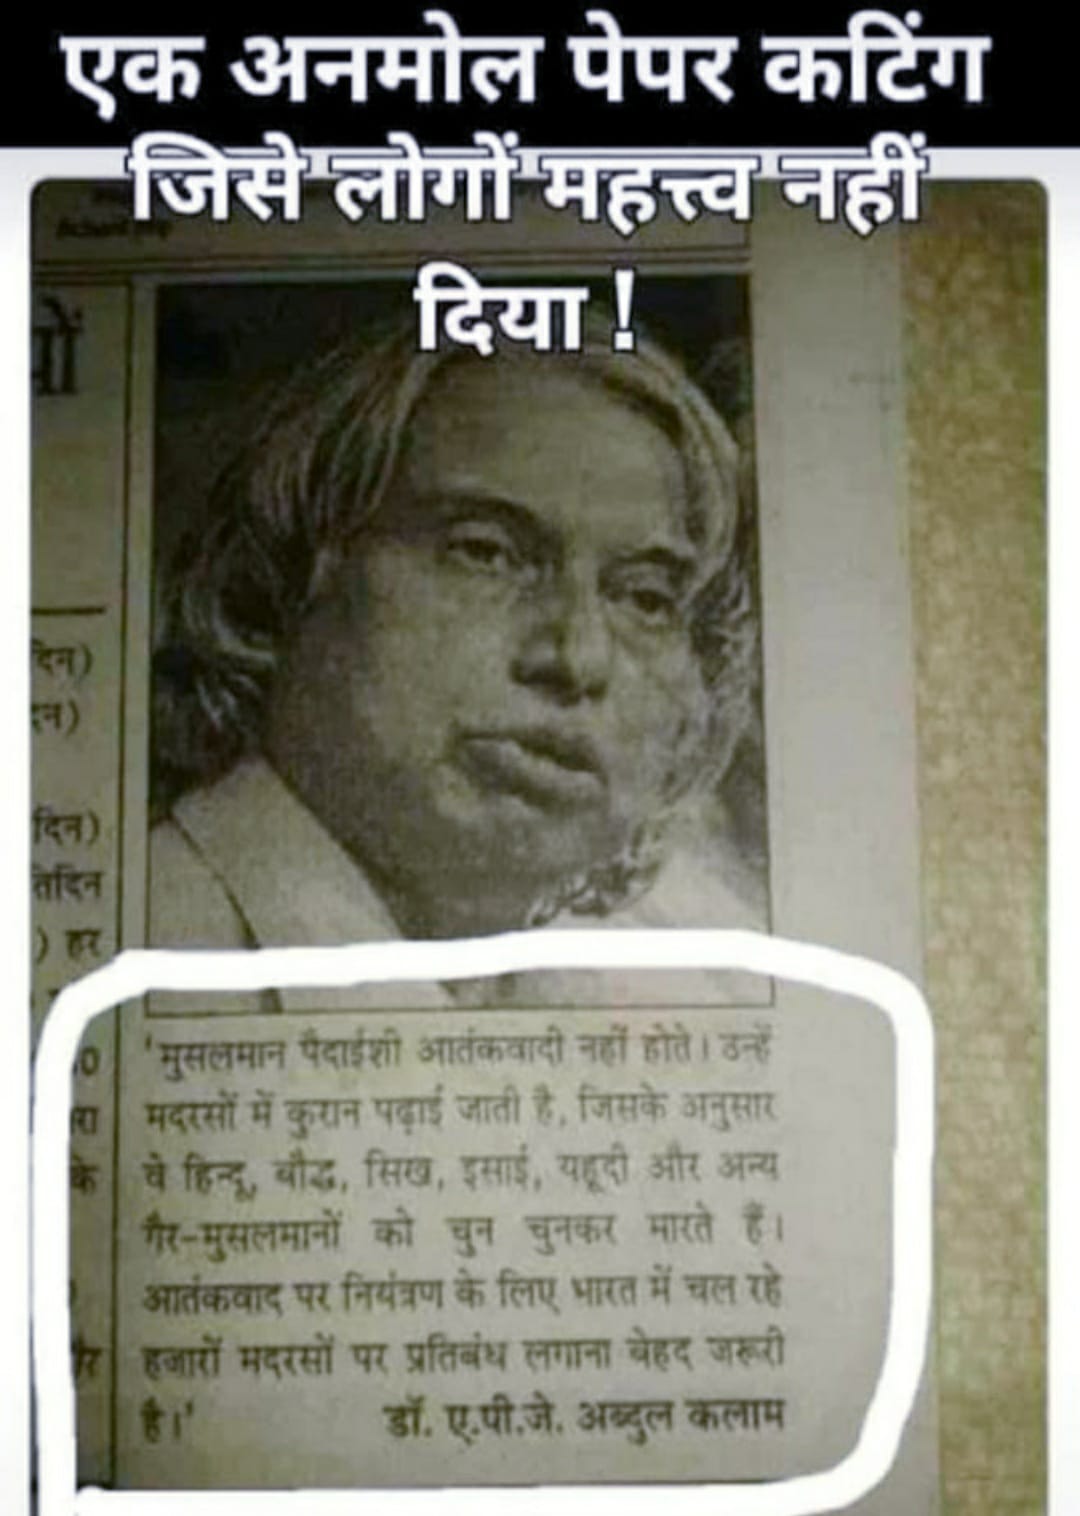 एक अनमोल पेपर कटिंग
जिसे लोगों महत्त्व नहीं
दिया !
दिन)
दिन)
तिदिन
) हर
'मुसलमान पैदाईशी आतंकवादी नहीं होते। उन्हें
मदरसों में कुरान पढ़ाई जाती है, जिसके अनुसार
वे हिन्दू, बौद्ध, सिख, इसाई, यहूदी और अन्य
गैर-मुसलमानों को चुन चुनकर मारते हैं।
आतंकवाद पर नियंत्रण के लिए भारत में चल रहे
हजारों मदरसों पर प्रतिबंध लगाना बेहद जरूरी
है।' डॉ. ए.पी.जे. अब्दुल कलाम
के